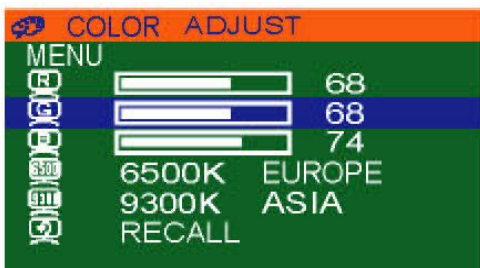 COLOR ADJUST
MENU
R 68
G 68
74
6500K EUROPE
9300K ASIA
RECALL